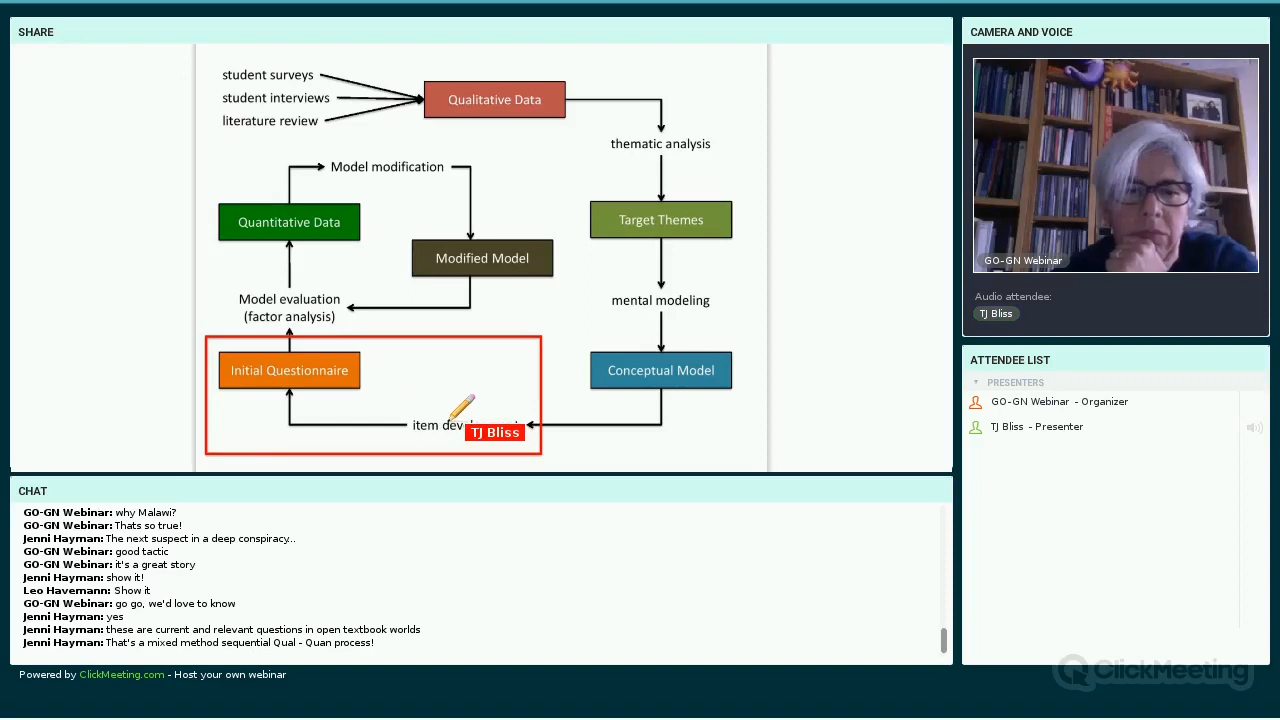 SHARE
student surveys
student interviews
literature review
Qualitative Data
thematic analysis
Model modification
Quantitative Data
Target Themes
Modified Model
Model evaluation
(factor analysis)
mental modeling
Initial Questionnaire
Conceptual Model
item
TJ Bliss
CAMERA AND VOICE
GO-GN Webinar
Audio attendee:
TJ Bliss
ATTENDEE LIST
PRESENTERS
GO-GN Webinar - Organizer
TJ Bliss - Presenter
CHAT
GO-GN Webinar: why Malawi?
GO-GN Webinar: Thats so true!
Jenni Hayman: The next suspect in a deep conspiracy...
GO-GN Webinar: good tactic
GO-GN Webinar: it's a great story
Jenni Hayman: show it!
Leo Havemann: Show it
GO-GN Webinar: go go, we'd love to know
Jenni Hayman: yes
Jenni Hayman: these are current and relevant questions in open textbook worlds
Jenni Hayman: That's a mixed method sequential Qual - Quan process!
Powered by ClickMeeting.com - Host your own webinar
ClickMeeting